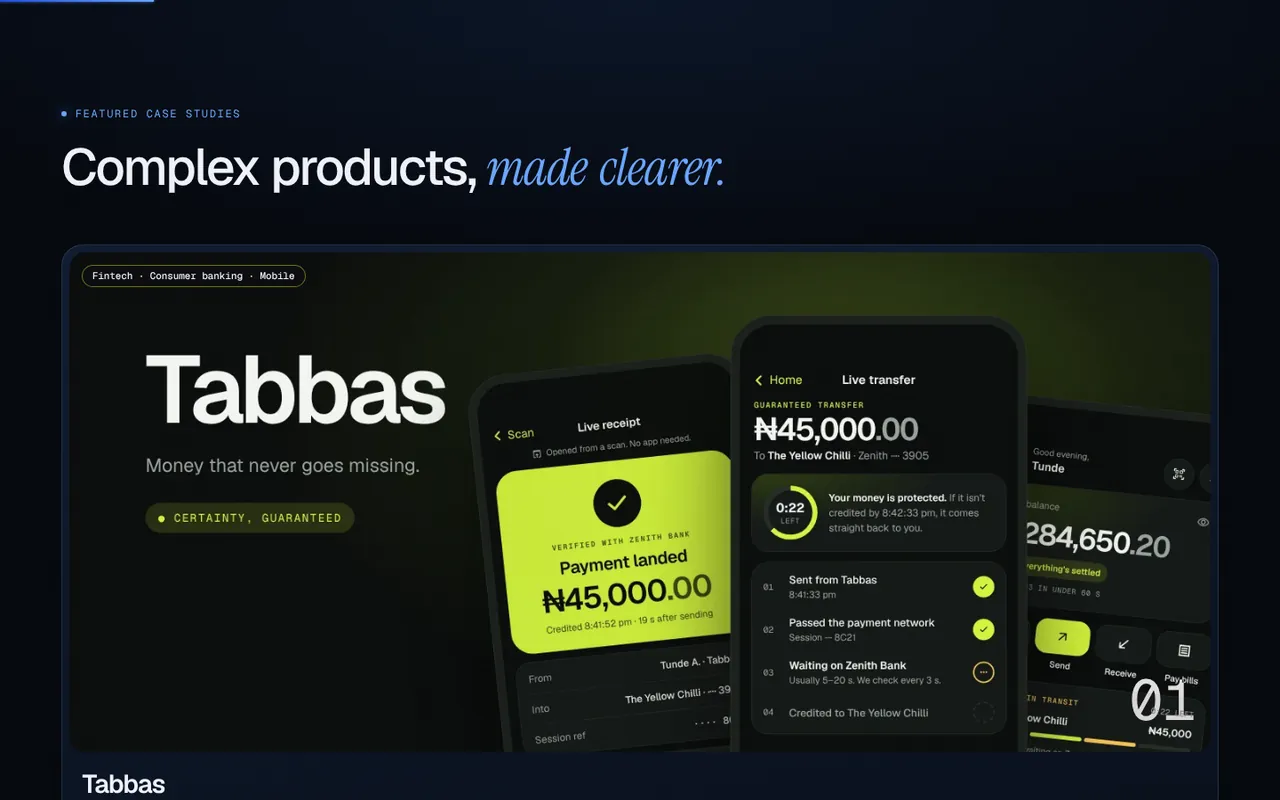 FEATURED CASE STUDIES
Complex products, made clearer.
Fintech · Consumer banking · Mobile
Tabbas
Money that never goes missing.
CERTAINTY, GUARANTEED
Scan
Live receipt
Opened from a scan. No app needed.
VERIFIED WITH ZENITH BANK
Payment landed
₦45,000.00
Credited 8:41:52 pm · 19 s after sending
From
Tunde A. · Tabb
Into
The Yellow Chilli · ··· 39
Session ref
Home
Live transfer
GUARANTEED TRANSFER
₦45,000.00
To The Yellow Chilli · Zenith ··· 3905
0:22
LEFT
Your money is protected. If it isn't
credited by 8:42:33 pm, it comes
straight back to you.
01
Sent from Tabbas
8:41:33 pm
02
Passed the payment network
Session ··· 8C21
03
Waiting on Zenith Bank
Usually 5–20 s. We check every 3 s.
04
Credited to The Yellow Chilli
Good evening,
Tunde
balance
284,650.20
everything's settled
IN UNDER 60 S
Send
Receive
Pay bills
IN TRANSIT
ow Chilli
₦45,000
01
Tabbas